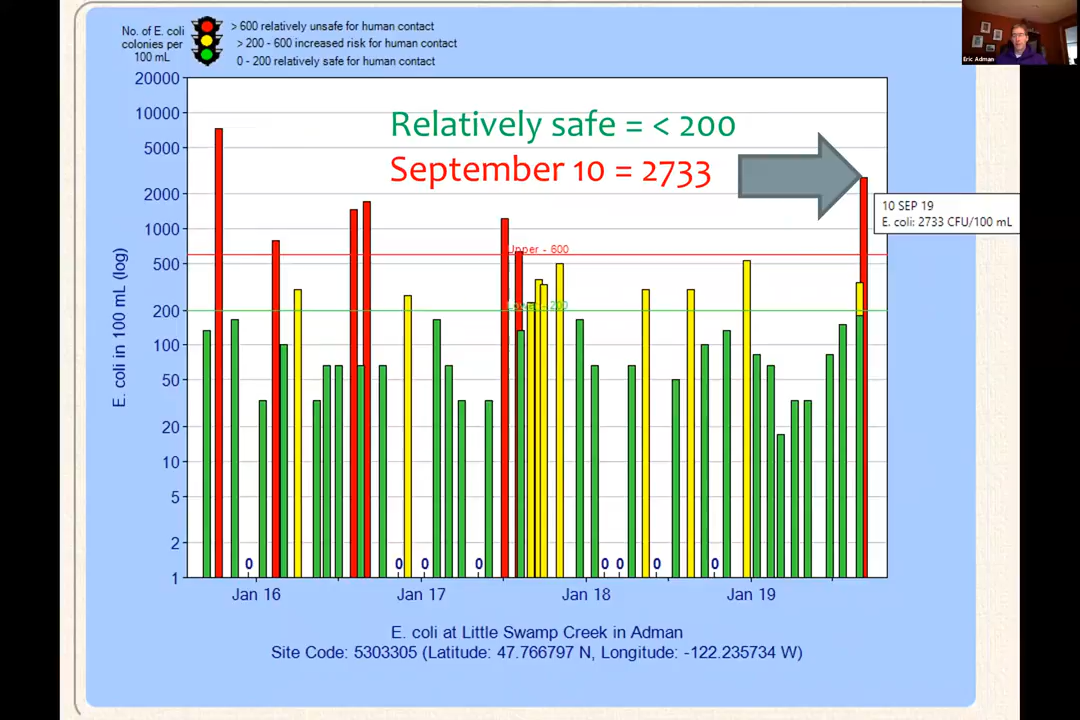 No. of E. coli
colonies per
100 mL
> 600 relatively unsafe for human contact
> 200 - 600 increased risk for human contact
0 - 200 relatively safe for human contact
Eric Adman
20000
10000
5000
2000
1000
500
200
100
50
20
10
5
2
1
E. coli in 100 mL (log)
Relatively safe = < 200
September 10 = 2733
10 SEP 19
E. coli: 2733 CFU/100 mL
Upper - 600
Lower - 200
0 0 0 0 0 0 0 0
Jan 16 Jan 17 Jan 18 Jan 19
E. coli at Little Swamp Creek in Adman
Site Code: 5303305 (Latitude: 47.766797 N, Longitude: -122.235734 W)